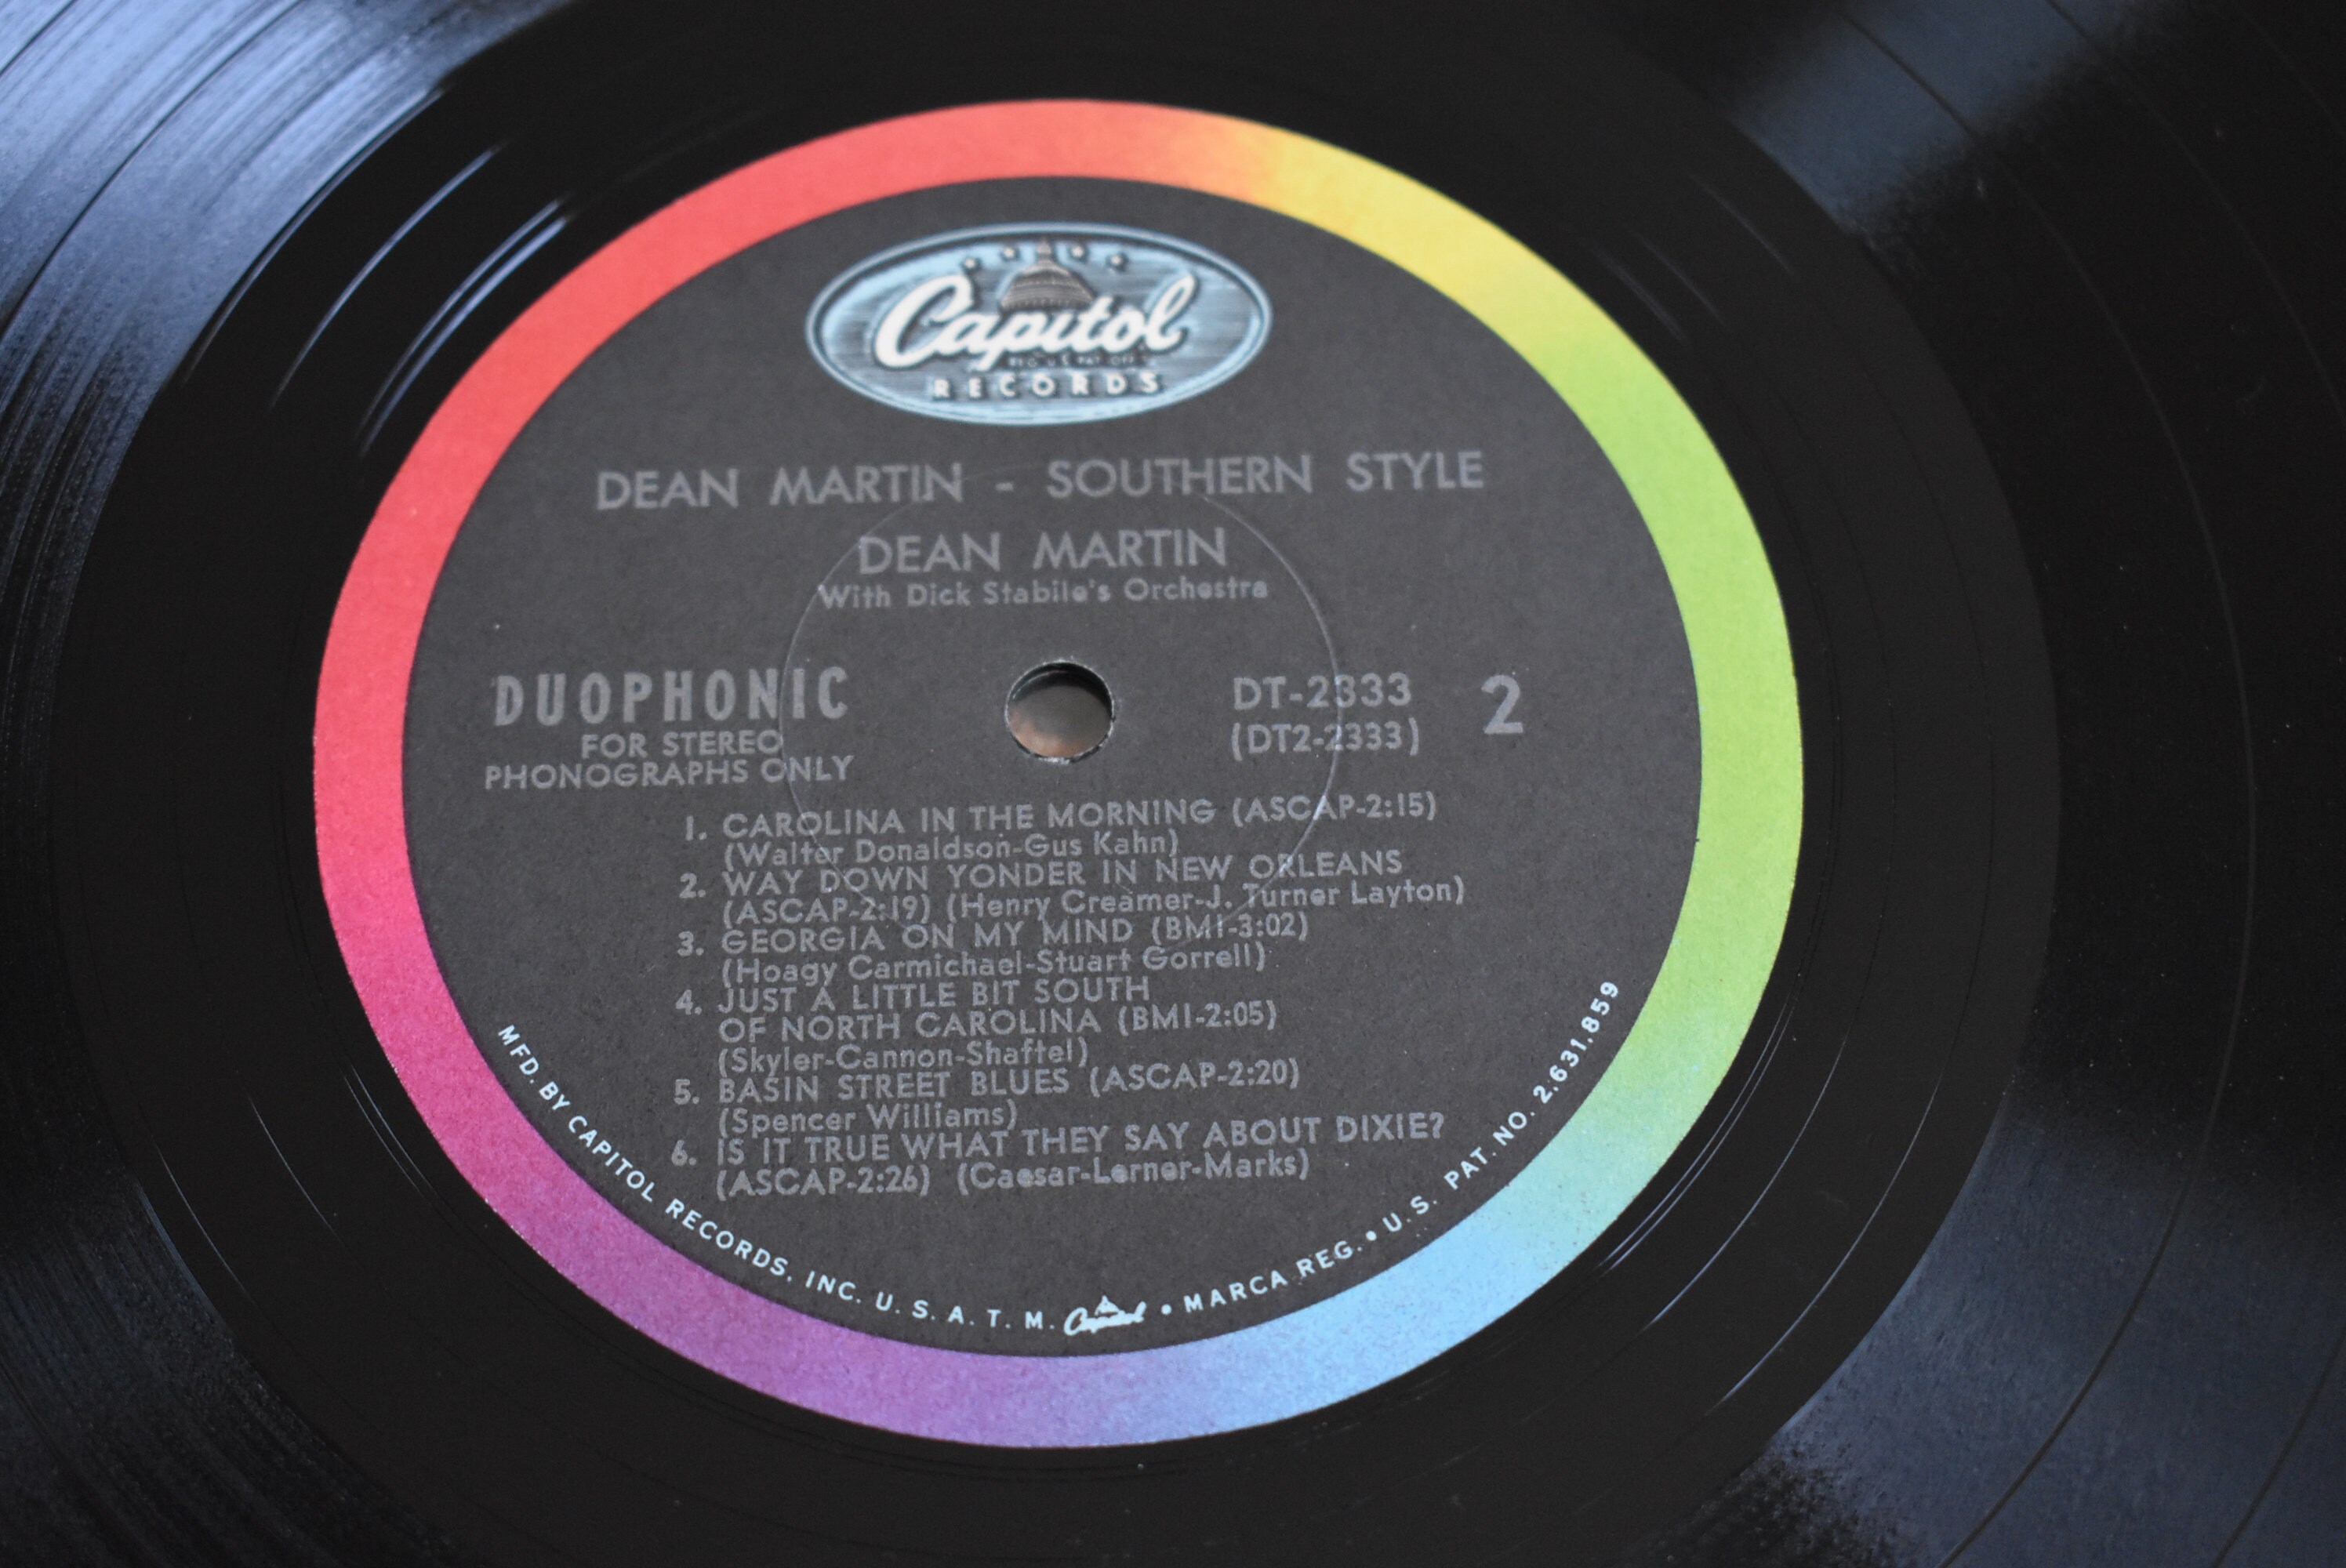 Capitol
REG. U.S. PAT. OFF.
RECORDS
DEAN MARTIN - SOUTHERN STYLE
DEAN MARTIN
With Dick Stabile's Orchestra
DUOPHONIC
FOR STEREO
PHONOGRAPHS ONLY
DT-2333
(DT2-2333)
2
1. CAROLINA IN THE MORNING (ASCAP-2:15)
(Walter Donaldson-Gus Kahn)
2. WAY DOWN YONDER IN NEW ORLEANS
(ASCAP-2:19) (Henry Creamer-J. Turner Layton)
3. GEORGIA ON MY MIND (BMI-3:02)
(Hoagy Carmichael-Stuart Gorrell)
4. JUST A LITTLE BIT SOUTH
OF NORTH CAROLINA (BMI-2:05)
(Skyler-Cannon-Shaftel)
5. BASIN STREET BLUES (ASCAP-2:20)
(Spencer Williams)
6. IS IT TRUE WHAT THEY SAY ABOUT DIXIE?
(ASCAP-2:26) (Caesar-Lerner-Marks)
MFD. BY CAPITOL RECORDS, INC. U. S. A. T. M. Capitol • MARCA REG. • U.S. PAT. NO. 2,631,859